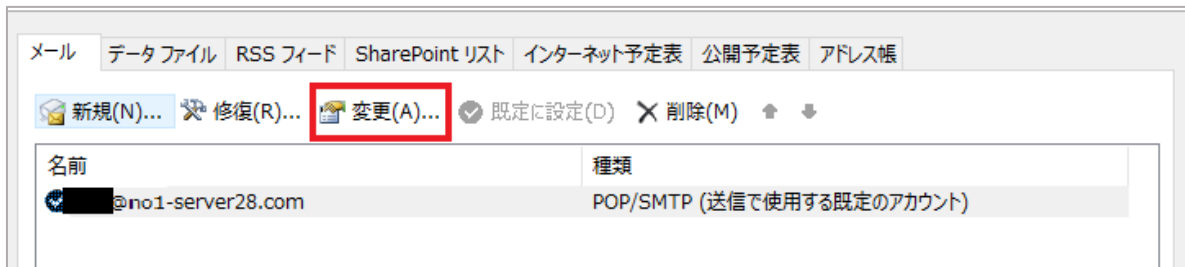 メール データ ファイル RSS フィード SharePoint リスト インターネット予定表 公開予定表 アドレス帳
新規(N)... 修復(R)... 変更(A)... 既定に設定(D) 削除(M)
名前 種類
@no1-server28.com POP/SMTP (送信で使用する既定のアカウント)